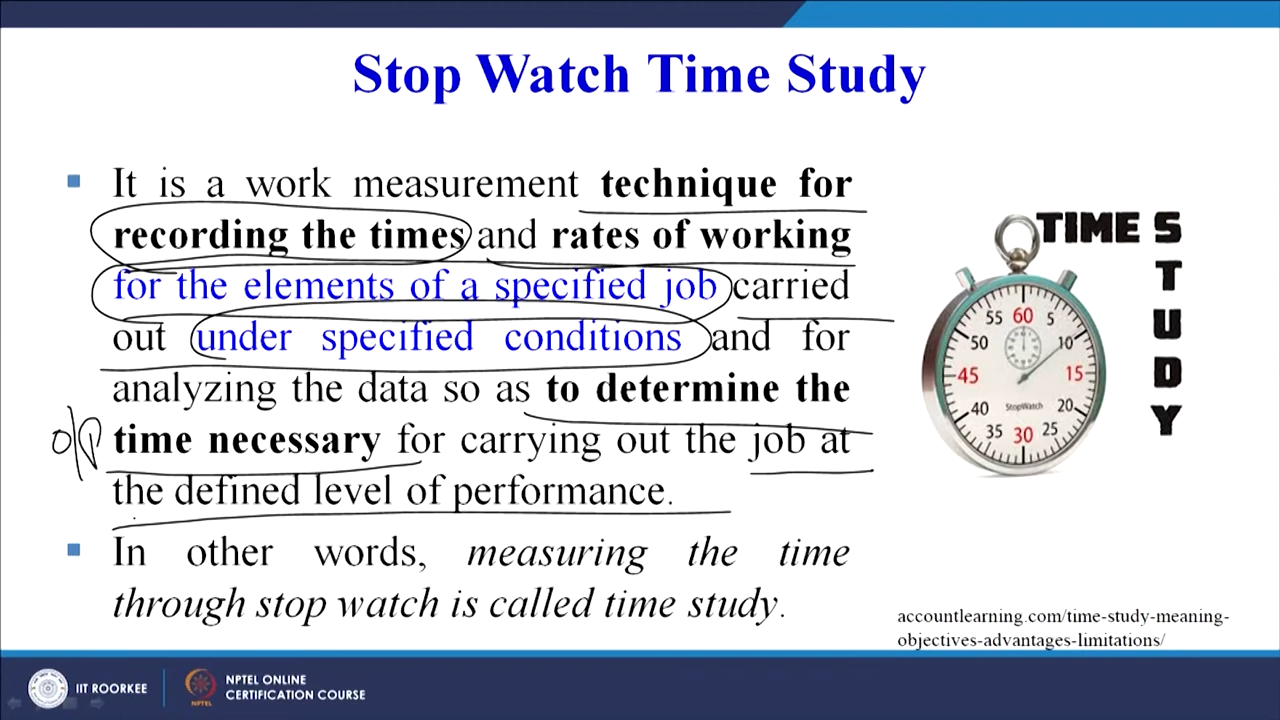 Stop Watch Time Study
It is a work measurement technique for
recording the times and rates of working
for the elements of a specified job carried
out under specified conditions and for
analyzing the data so as to determine the
time necessary for carrying out the job at
the defined level of performance.
In other words, measuring the time
through stop watch is called time study.
O/P
TIME STUDY
60
55 5
50 10
45 15
StopWatch
40 20
35 25
30
accountlearning.com/time-study-meaning-
objectives-advantages-limitations/
IIT ROORKEE
NPTEL
NPTEL ONLINE
CERTIFICATION COURSE